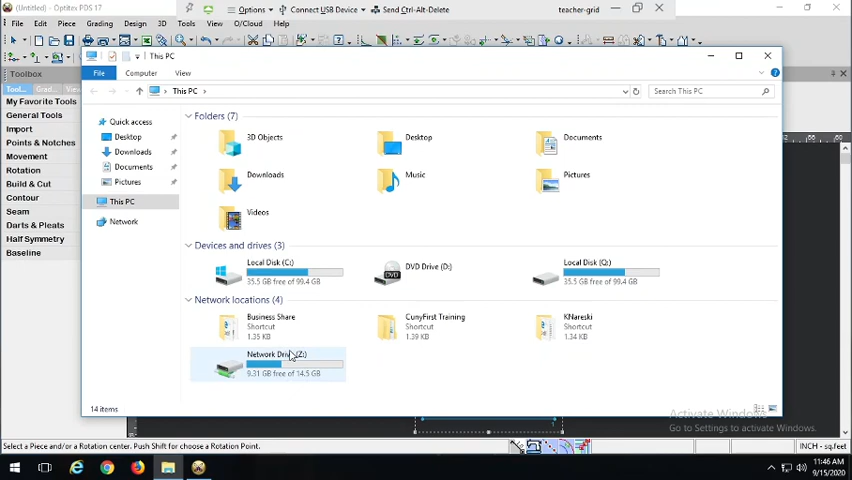 (Untitled) - Optitex PDS 17
Options
Connect USB Device
Send Ctrl-Alt-Delete
teacher-grid
File Edit Piece Grading Design 3D Tools View O/Cloud Help
Toolbox
Tool... Grad... Vie
My Favorite Tools
General Tools
Import
Points & Notches
Movement
Rotation
Build & Cut
Contour
Seam
Darts & Pleats
Half Symmetry
Baseline
This PC
File Computer View
This PC
Search This PC
Quick access
Desktop
Downloads
Documents
Pictures
This PC
Network
Folders (7)
3D Objects
Desktop
Documents
Downloads
Music
Pictures
Videos
Devices and drives (3)
Local Disk (C:)
35.5 GB free of 99.4 GB
DVD Drive (D:)
DVD
Local Disk (Q:)
35.5 GB free of 99.4 GB
Network locations (4)
Business Share
Shortcut
1.35 KB
CunyFirst Training
Shortcut
1.39 KB
KNareski
Shortcut
1.34 KB
Network Drive (Z:)
9.31 GB free of 14.5 GB
14 items
Activate Windows
Go to Settings to activate Windows.
Select a Piece and/or a Rotation center. Push Shift for choose a Rotation Point.
INCH - sq.feet
11:46 AM
9/15/2020